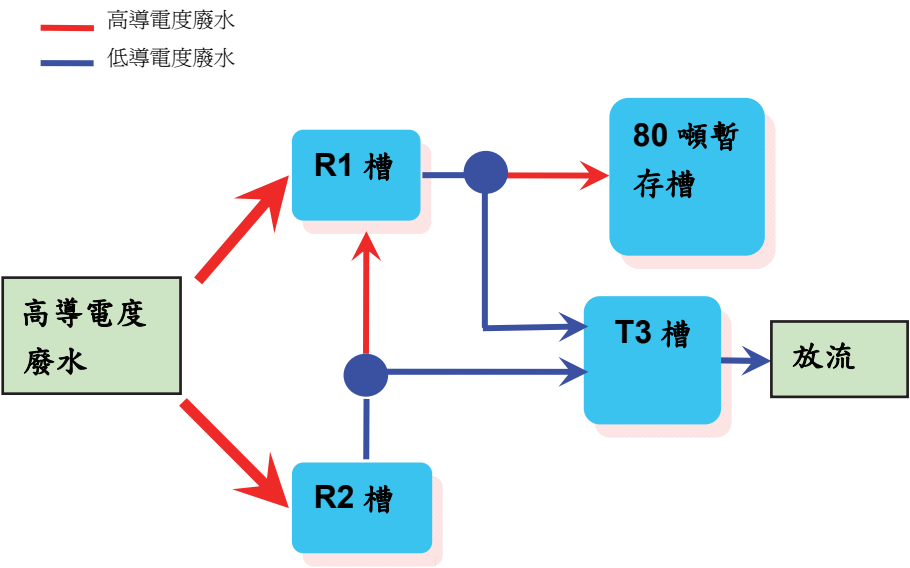 高導電度廢水
低導電度廢水
R1 槽
80 噸暫
存槽
高導電度
廢水
T3 槽
放流
R2 槽